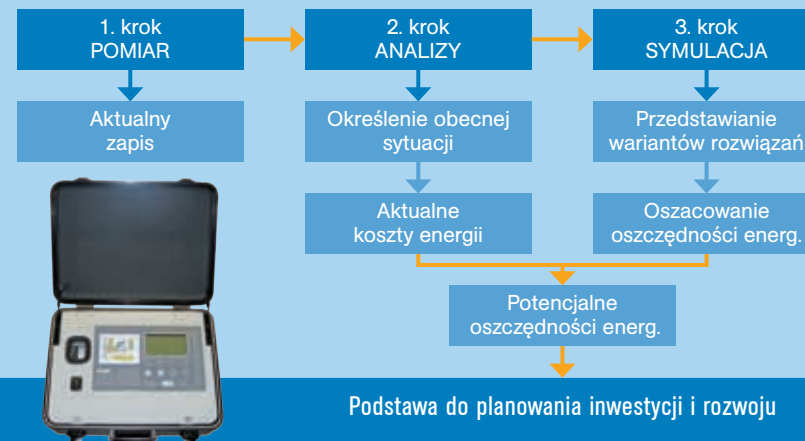 1. krok
POMIAR
2. krok
ANALIZY
3. krok
SYMULACJA
Aktualny
zapis
Określenie obecnej
sytuacji
Przedstawianie
wariantów rozwiązań
Aktualne
koszty energii
Oszacowanie
oszczędności energ.
Potencjalne
oszczędności energ.
Podstawa do planowania inwestycji i rozwoju